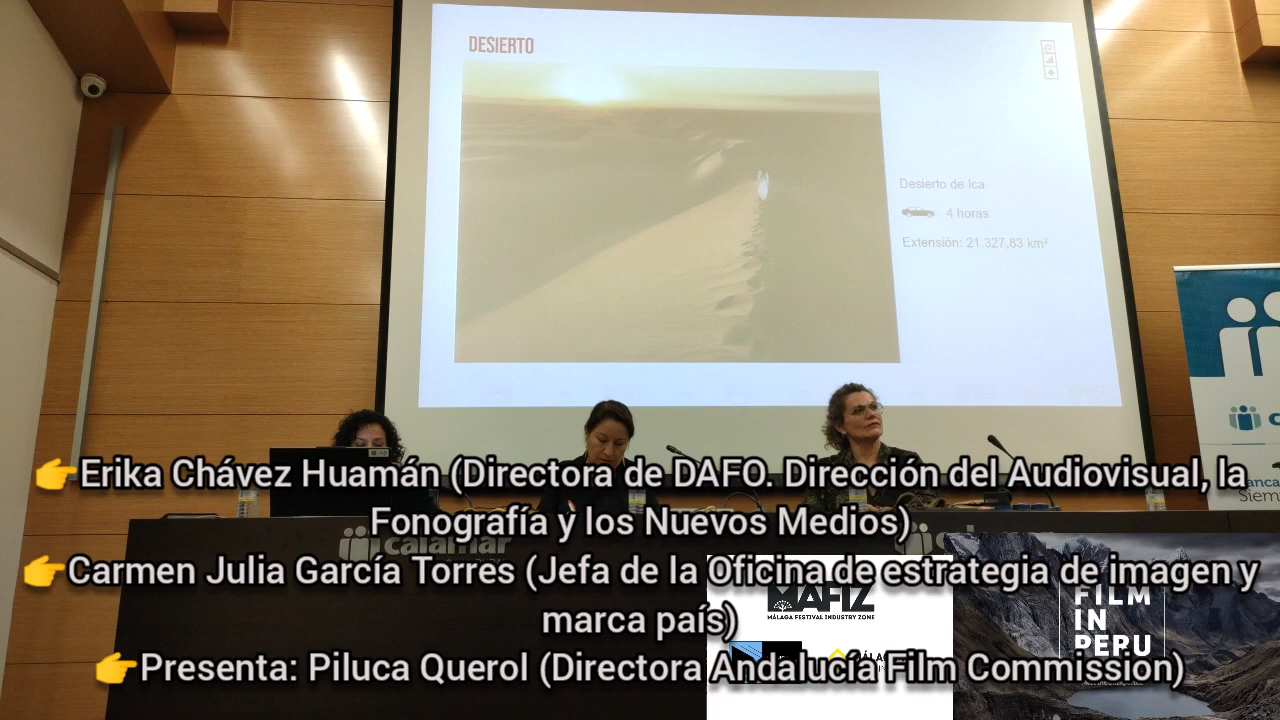 DESIERTO
Desierto de Ica
4 horas
Extensión: 21.327,83 km²
👉Erika Chávez Huamán (Directora de DAFO. Dirección del Audiovisual, la
Fonografía y los Nuevos Medios)
👉Carmen Julia García Torres (Jefa de la Oficina de estrategia de imagen y
marca país)
👉Presenta: Piluca Querol (Directora Andalucía Film Commission)
MAFIZ
MÁLAGA FESTIVAL INDUSTRY ZONE
FILM
IN
PERU